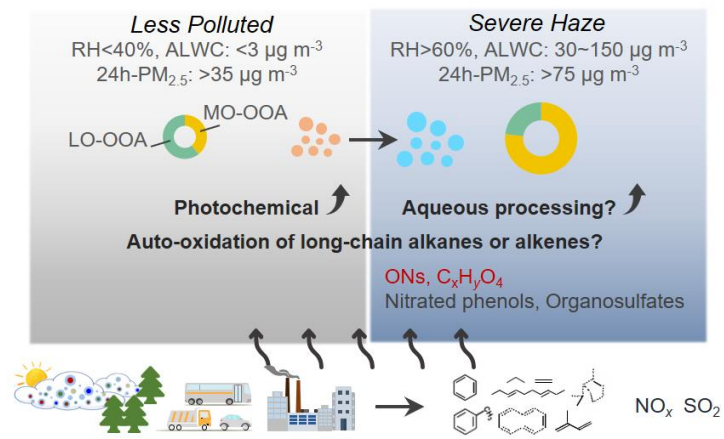 Less Polluted
RH<40%, ALWC: <3 µg m-3
24h-PM2.5: >35 µg m-3
MO-OOA
LO-OOA
Photochemical
Severe Haze
RH>60%, ALWC: 30~150 µg m-3
24h-PM2.5: >75 µg m-3
Aqueous processing?
Auto-oxidation of long-chain alkanes or alkenes?
ONs, CxHyO4
Nitrated phenols, Organosulfates
NOx SO2